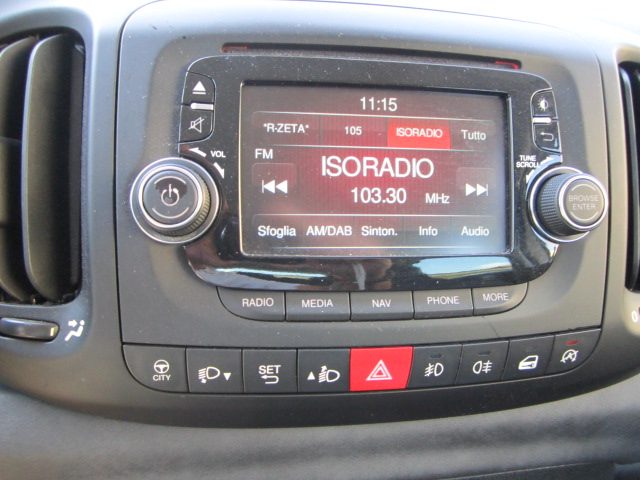 11:15
*R-ZETA* 105 ISORADIO Tutto
FM
VOL
ISORADIO
TUNE
SCROLL
103.30 MHz
BROWSE
ENTER
Sfoglia AM/DAB Sinton. Info Audio
RADIO MEDIA NAV PHONE MORE
CITY
SET
0